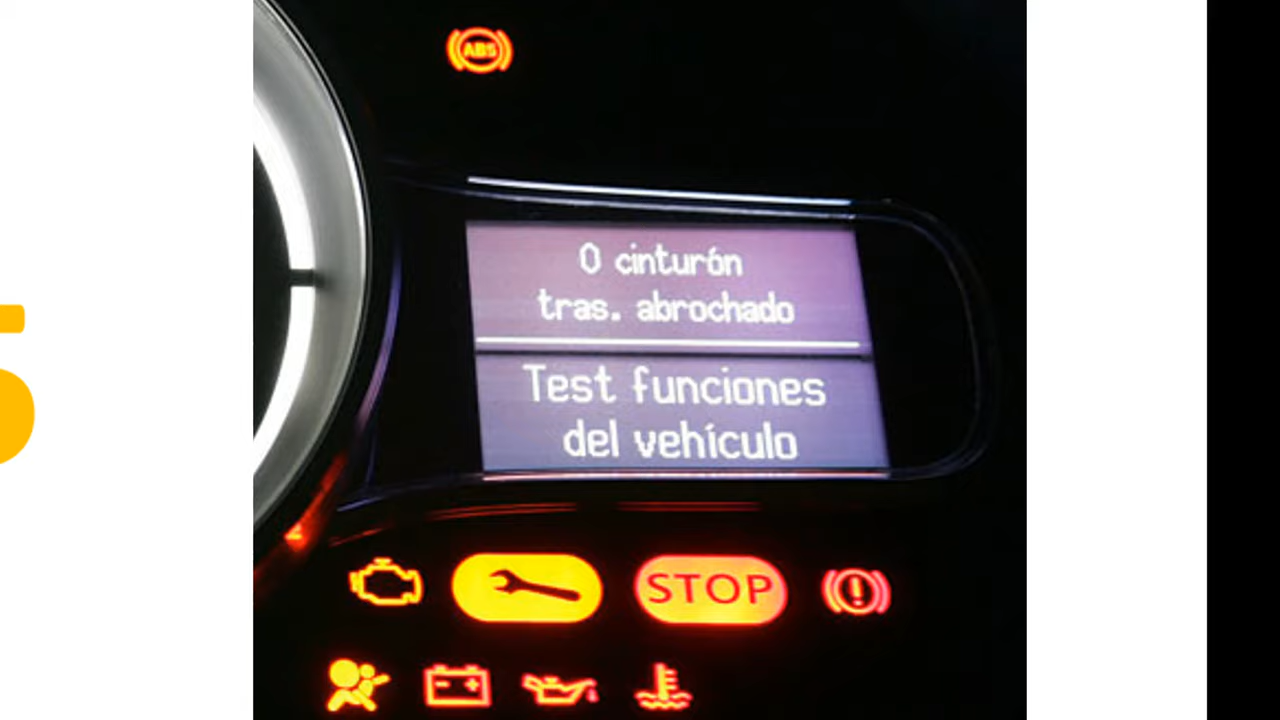 ABS
0 cinturón
tras. abrochado
Test funciones
del vehículo
STOP